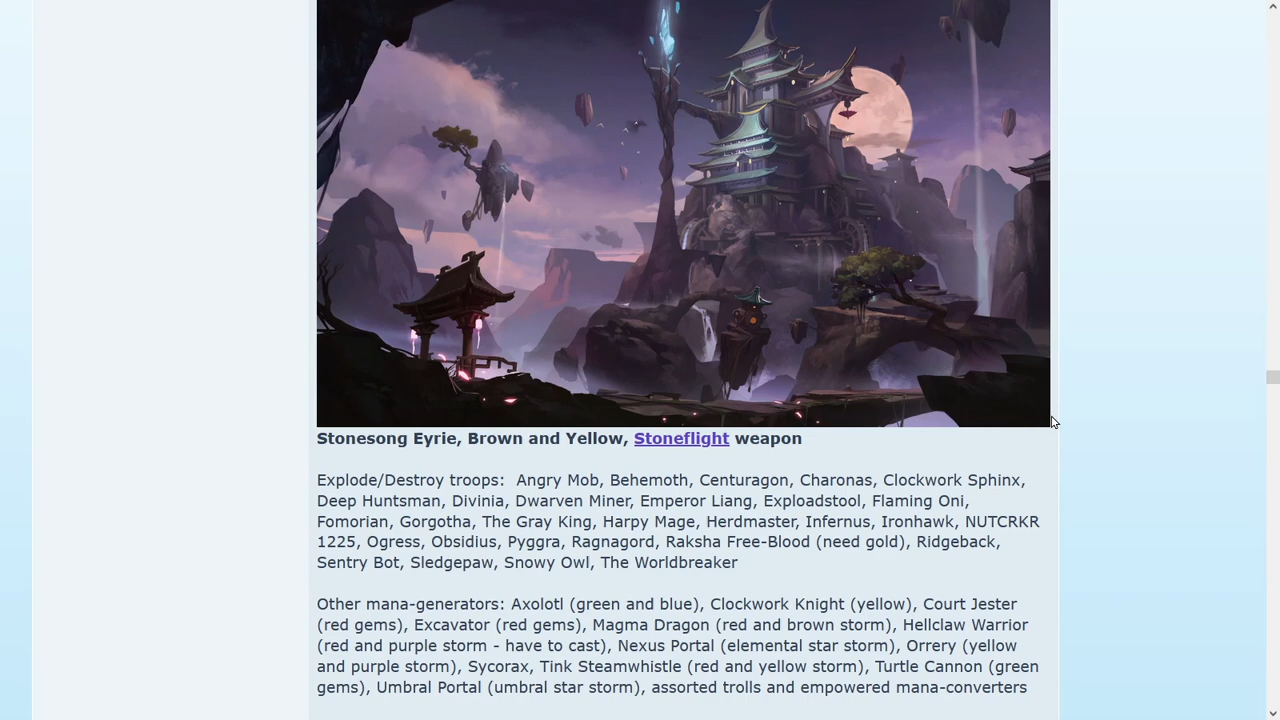 Stonesong Eyrie, Brown and Yellow, Stoneflight weapon
Explode/Destroy troops:  Angry Mob, Behemoth, Centuragon, Charonas, Clockwork Sphinx,
Deep Huntsman, Divinia, Dwarven Miner, Emperor Liang, Exploadstool, Flaming Oni,
Fomorian, Gorgotha, The Gray King, Harpy Mage, Herdmaster, Infernus, Ironhawk, NUTCRKR
1225, Ogress, Obsidius, Pyggra, Ragnagord, Raksha Free-Blood (need gold), Ridgeback,
Sentry Bot, Sledgepaw, Snowy Owl, The Worldbreaker
Other mana-generators: Axolotl (green and blue), Clockwork Knight (yellow), Court Jester
(red gems), Excavator (red gems), Magma Dragon (red and brown storm), Hellclaw Warrior
(red and purple storm - have to cast), Nexus Portal (elemental star storm), Orrery (yellow
and purple storm), Sycorax, Tink Steamwhistle (red and yellow storm), Turtle Cannon (green
gems), Umbral Portal (umbral star storm), assorted trolls and empowered mana-converters